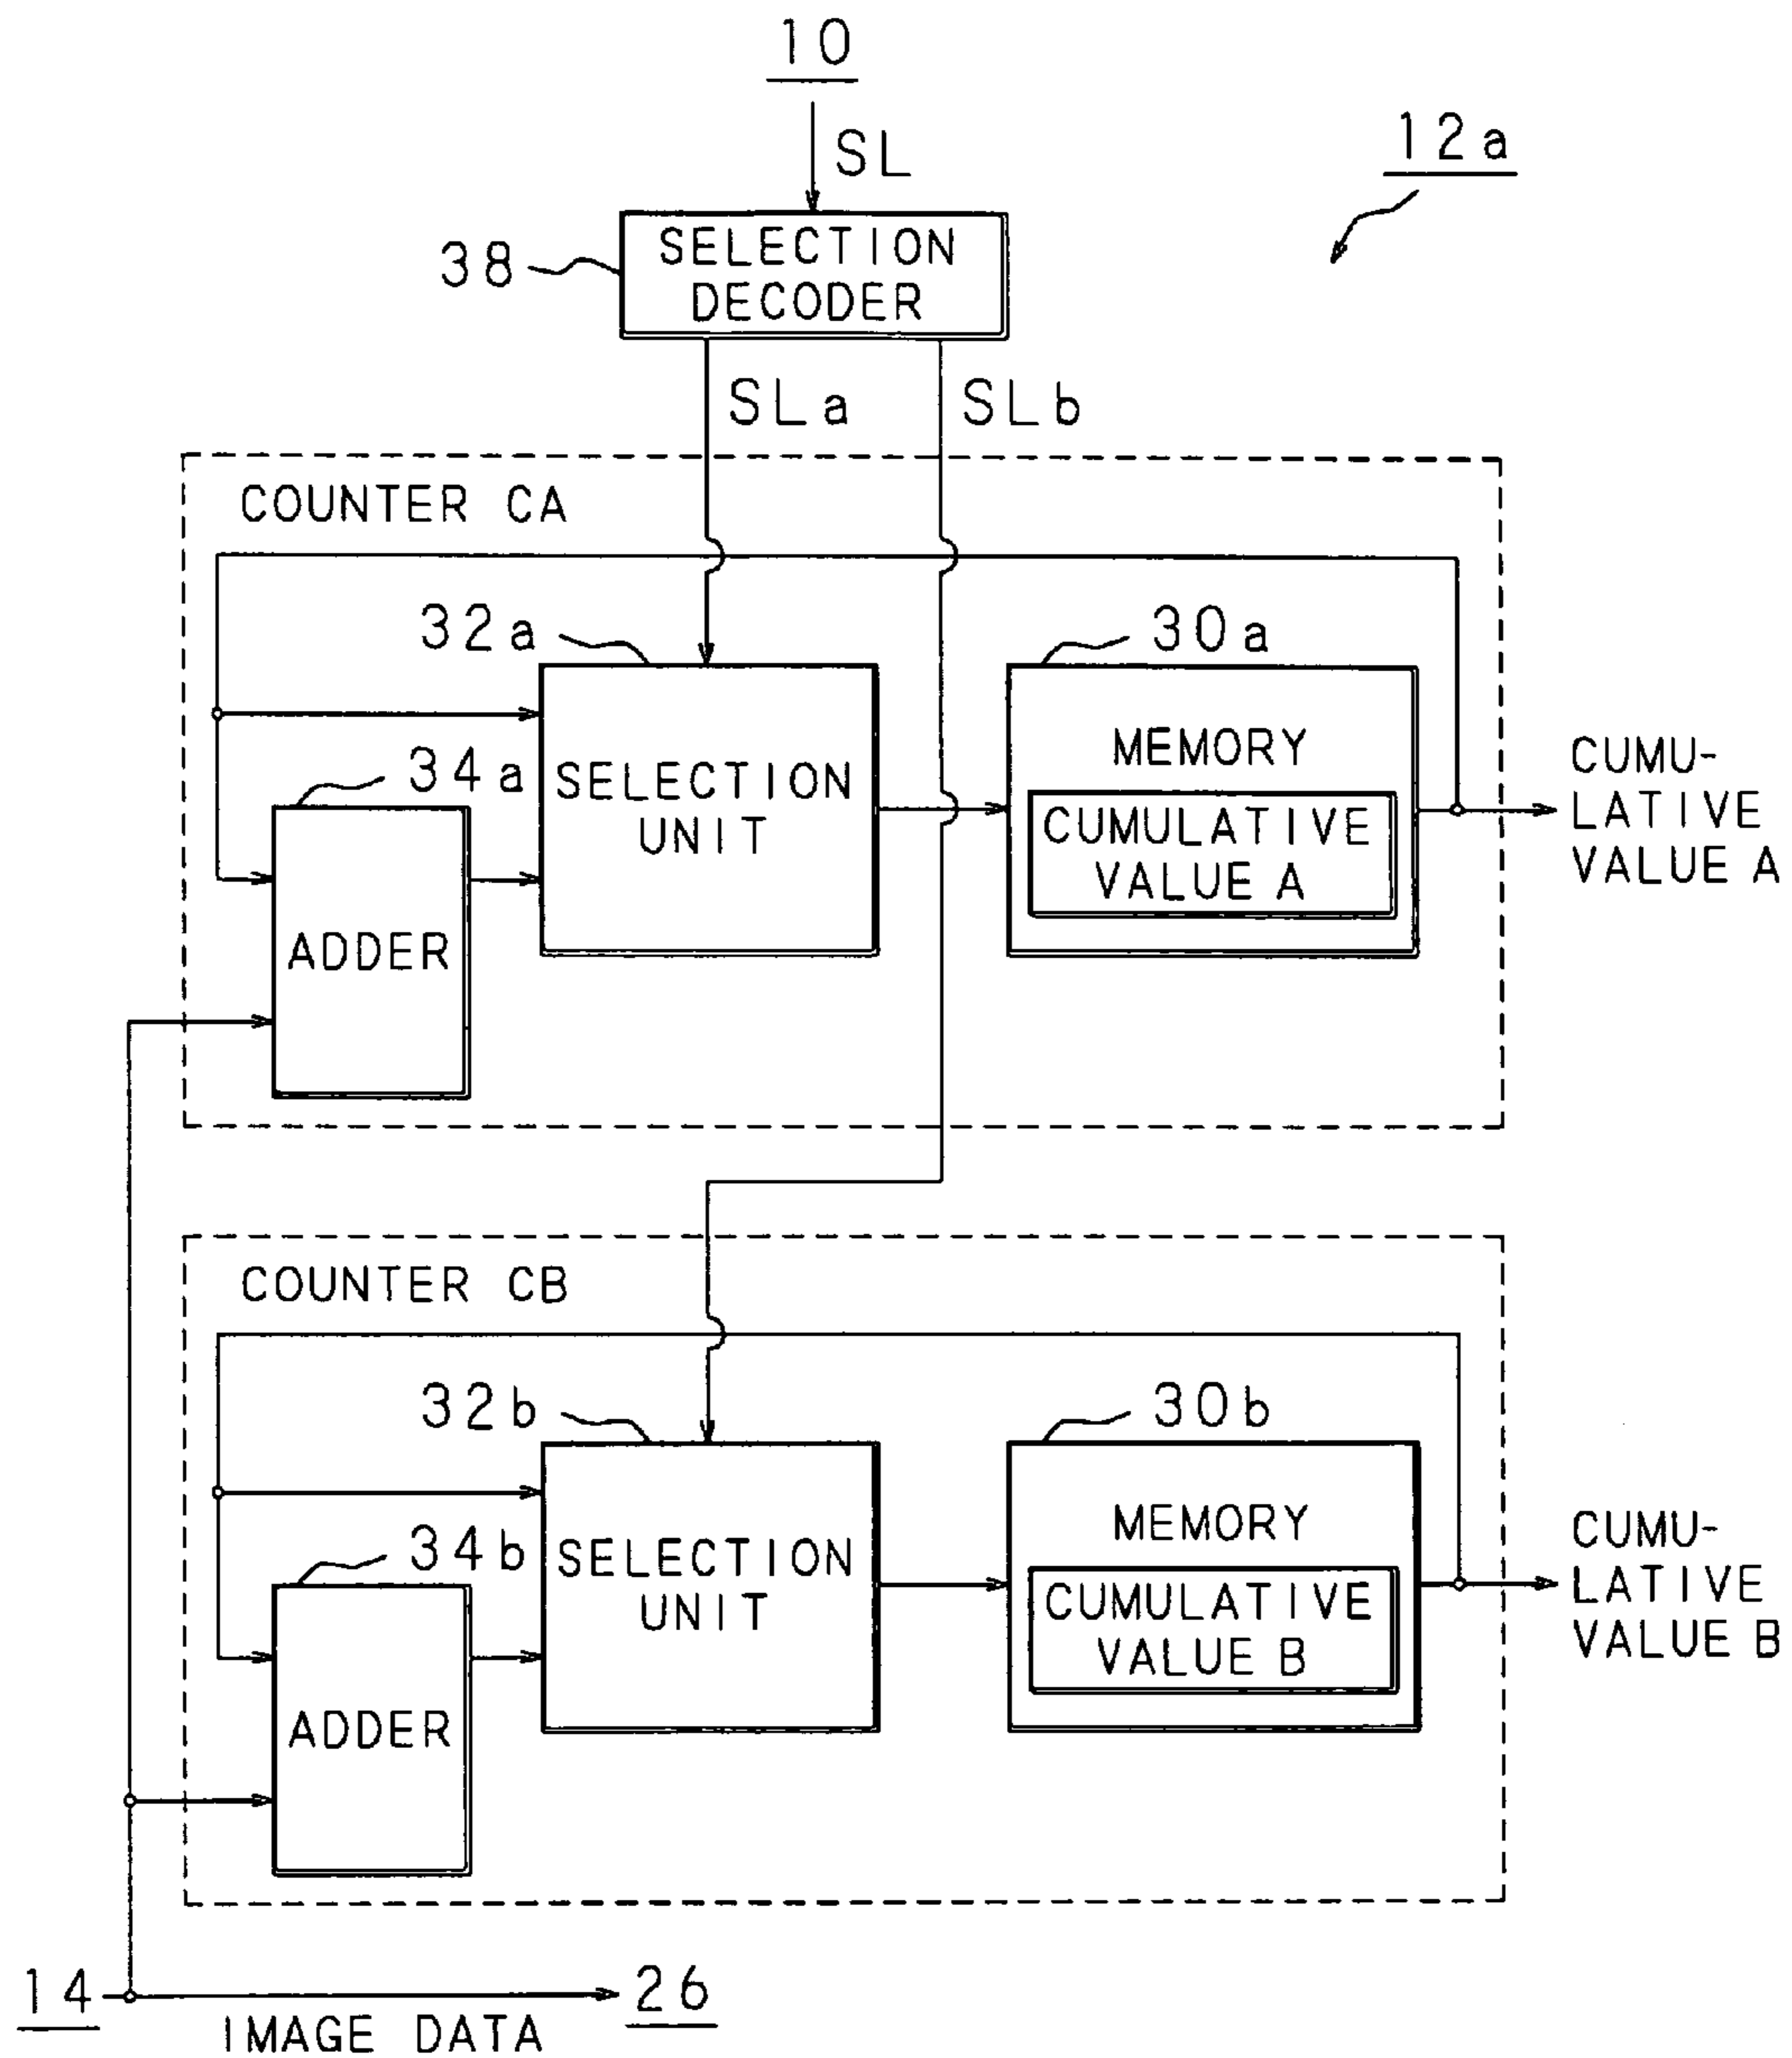 10
SL
12a
38
SELECTION
DECODER
SLa
SLb
COUNTER CA
32a
30a
34a
SELECTION
UNIT
MEMORY
CUMULATIVE
VALUE A
ADDER
CUMU-
LATIVE
VALUE A
COUNTER CB
32b
30b
34b
SELECTION
UNIT
MEMORY
CUMULATIVE
VALUE B
ADDER
CUMU-
LATIVE
VALUE B
14
26
IMAGE DATA